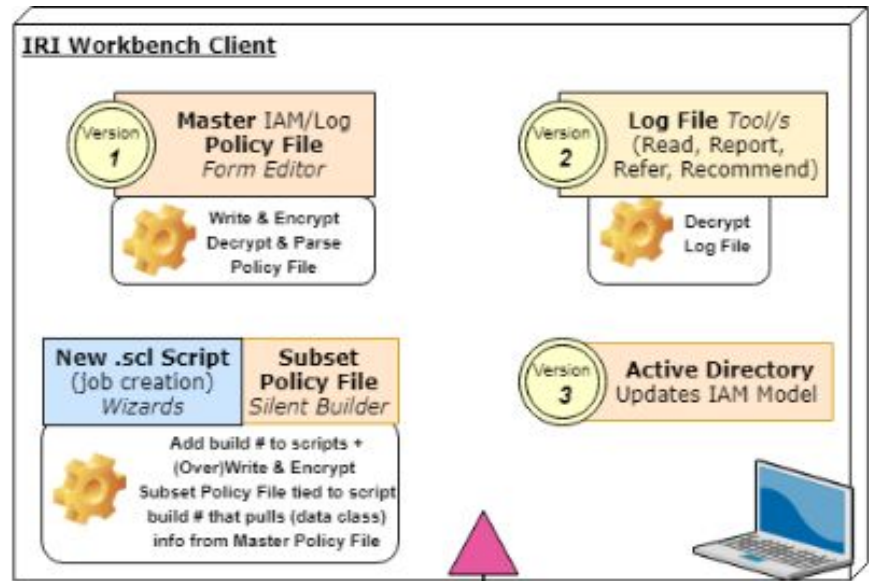 IRI Workbench Client
Version
1
Master IAM/Log
Policy File
Form Editor
Write & Encrypt
Decrypt & Parse
Policy File
Version
2
Log File Tool/s
(Read, Report,
Refer, Recommend)
Decrypt
Log File
New .scl Script
(job creation)
Wizards
Subset
Policy File
Silent Builder
Add build # to scripts +
(Over)Write & Encrypt
Subset Policy File tied to script
build # that pulls (data class)
info from Master Policy File
Version
3
Active Directory
Updates IAM Model